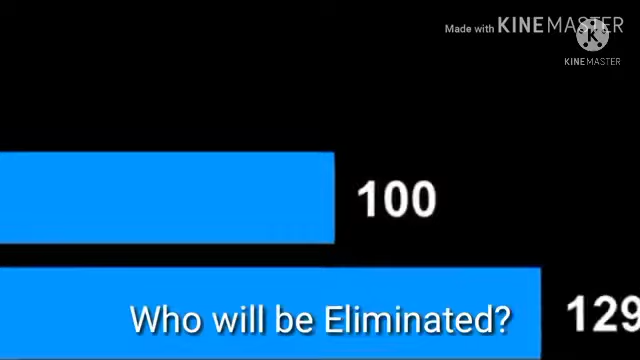 Made with KINEMASTER
K
KINEMASTER
100
129
Who will be Eliminated?